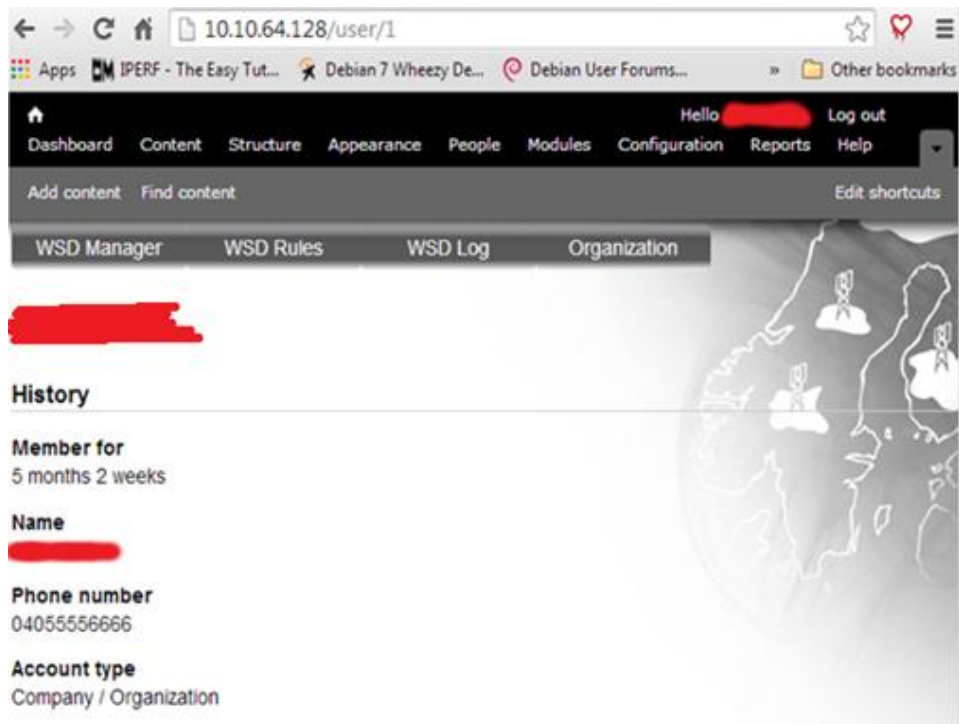 10.10.64.128/user/1
Apps IPERF - The Easy Tut... Debian 7 Wheezy De... Debian User Forums... » Other bookmarks
Hello Log out
Dashboard Content Structure Appearance People Modules Configuration Reports Help
Add content Find content Edit shortcuts
WSD Manager WSD Rules WSD Log Organization
History
Member for
5 months 2 weeks
Name
Phone number
04055556666
Account type
Company / Organization